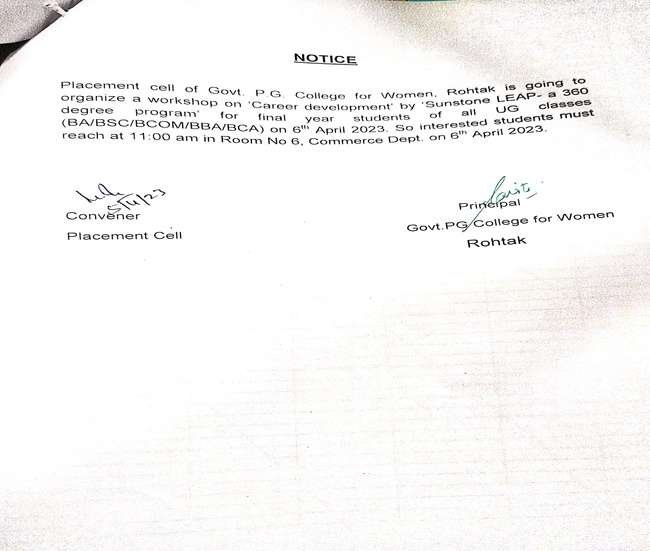 NOTICE
Placement cell of Govt. P.G. College for Women, Rohtak is going to
organize a workshop on 'Career development' by 'Sunstone LEAP- a 360
degree program' for final year students of all UG classes
(BA/BSC/BCOM/BBA/BCA) on 6th April 2023. So interested students must
reach at 11:00 am in Room No 6, Commerce Dept. on 6th April 2023.
5/4/23
Convener
Placement Cell
Principal
Govt.PG College for Women
Rohtak